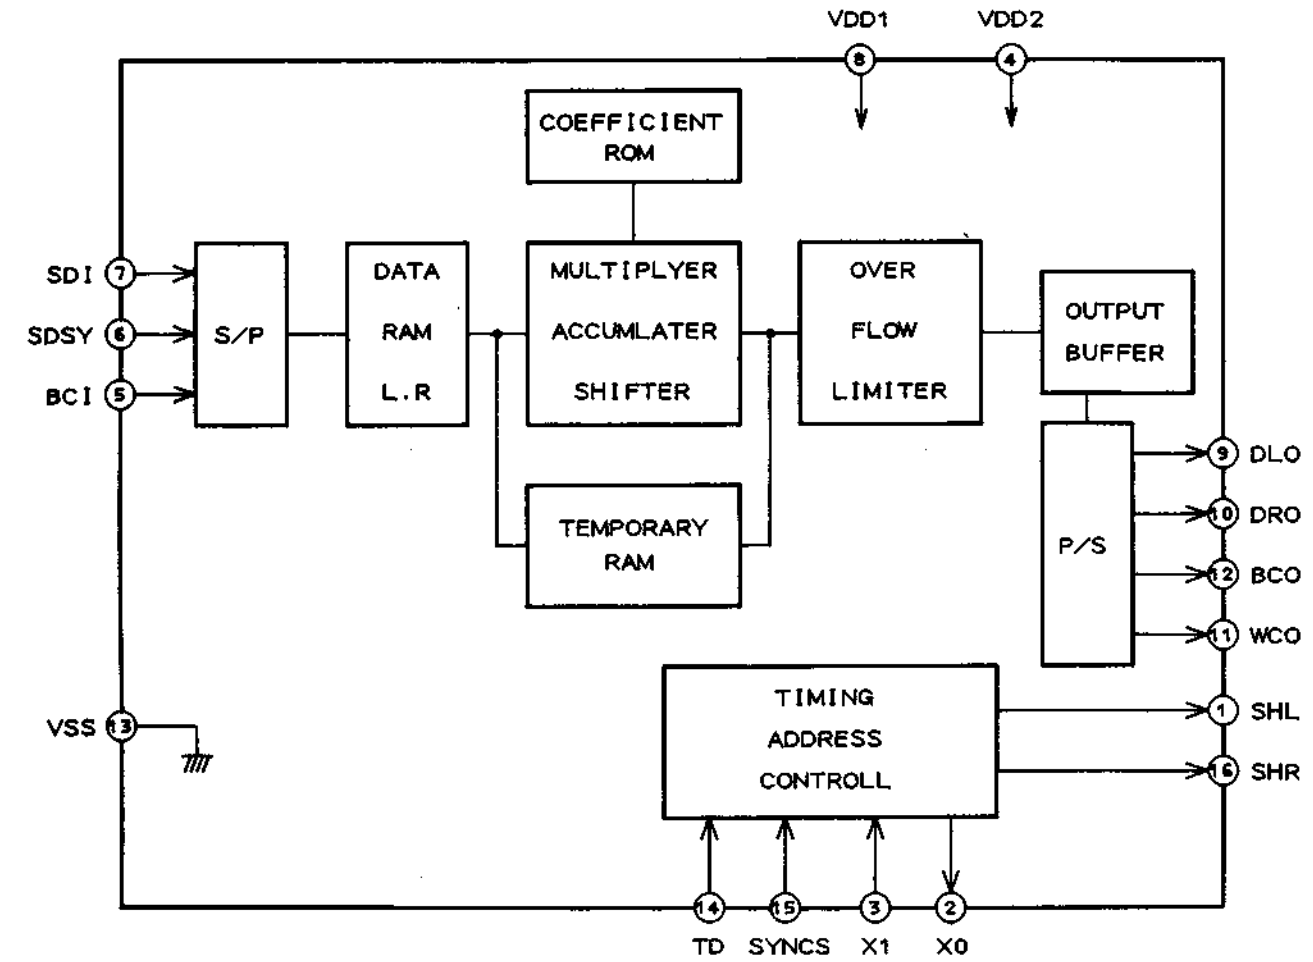 VDD1 VDD2
8 4
COEFFICIENT
ROM
SDI 7
SDSY 6
BCI 5
S/P
DATA
RAM
L.R
MULTIPLYER
ACCUMLATER
SHIFTER
OVER
FLOW
LIMITER
OUTPUT
BUFFER
TEMPORARY
RAM
P/S
9 DLO
10 DRO
12 BCO
11 WCO
VSS 13
TIMING
ADDRESS
CONTROLL
1 SHL
16 SHR
14 15 3 2
TD SYNCS X1 X0